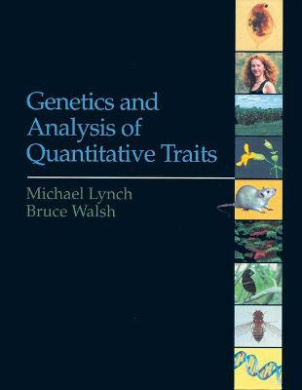 Genetics and
Analysis of
Quantitative Traits
Michael Lynch
Bruce Walsh